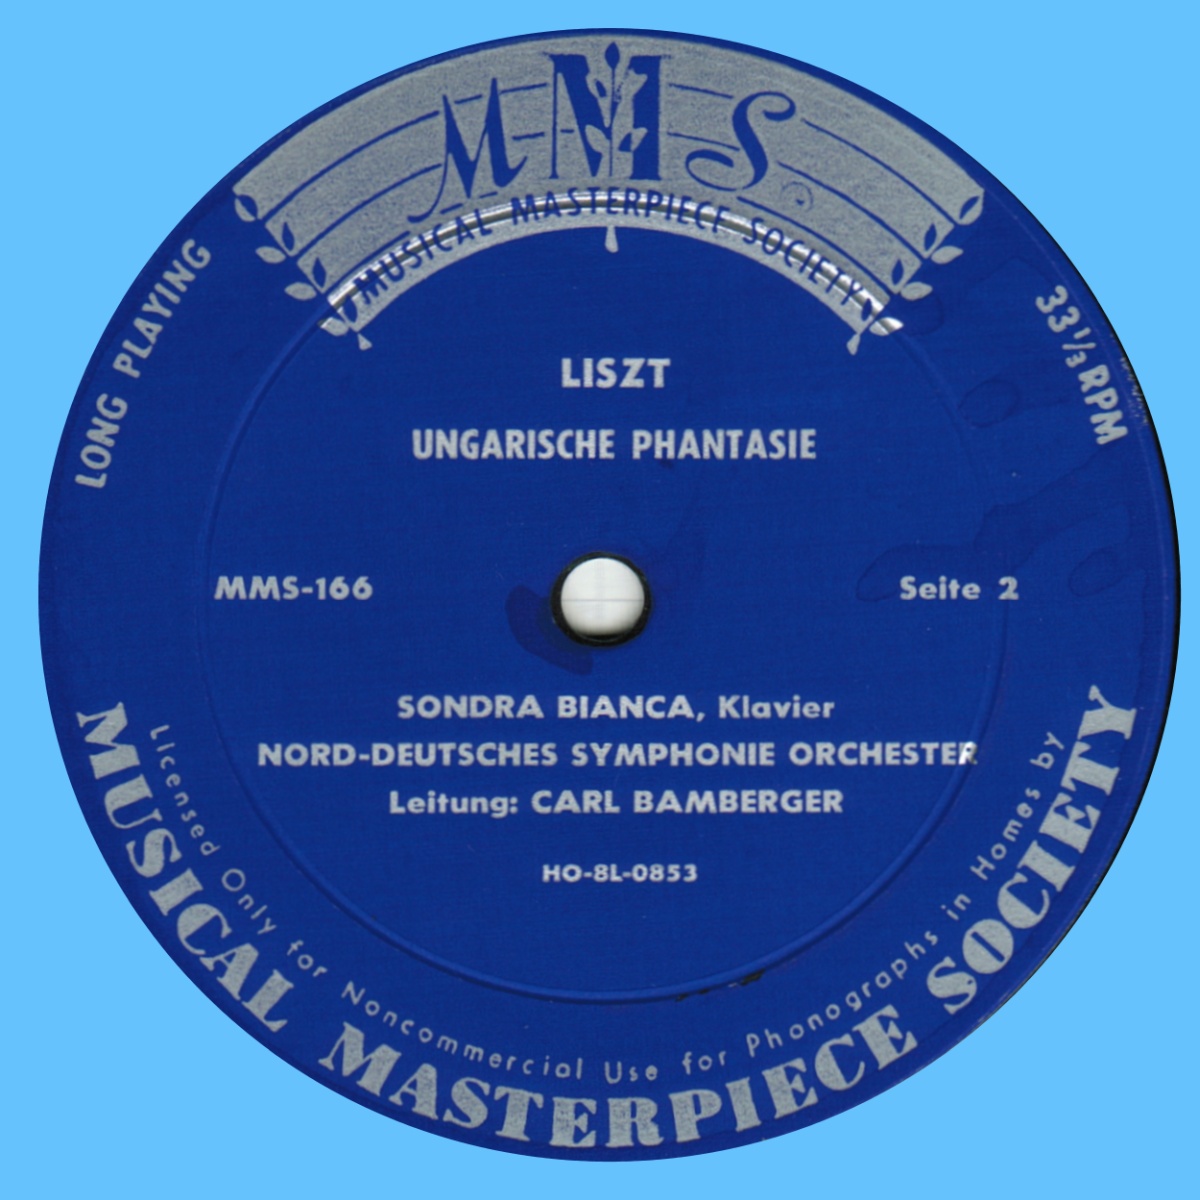 MMS
MUSICAL MASTERPIECE SOCIETY
LONG PLAYING
33 1/3 RPM
LISZT
UNGARISCHE PHANTASIE
MMS-166
Seite 2
SONDRA BIANCA, Klavier
NORD-DEUTSCHES SYMPHONIE ORCHESTER
Leitung: CARL BAMBERGER
HO-8L-0853
Licensed Only for Noncommercial Use for Phonographs in Homes by
MUSICAL MASTERPIECE SOCIETY